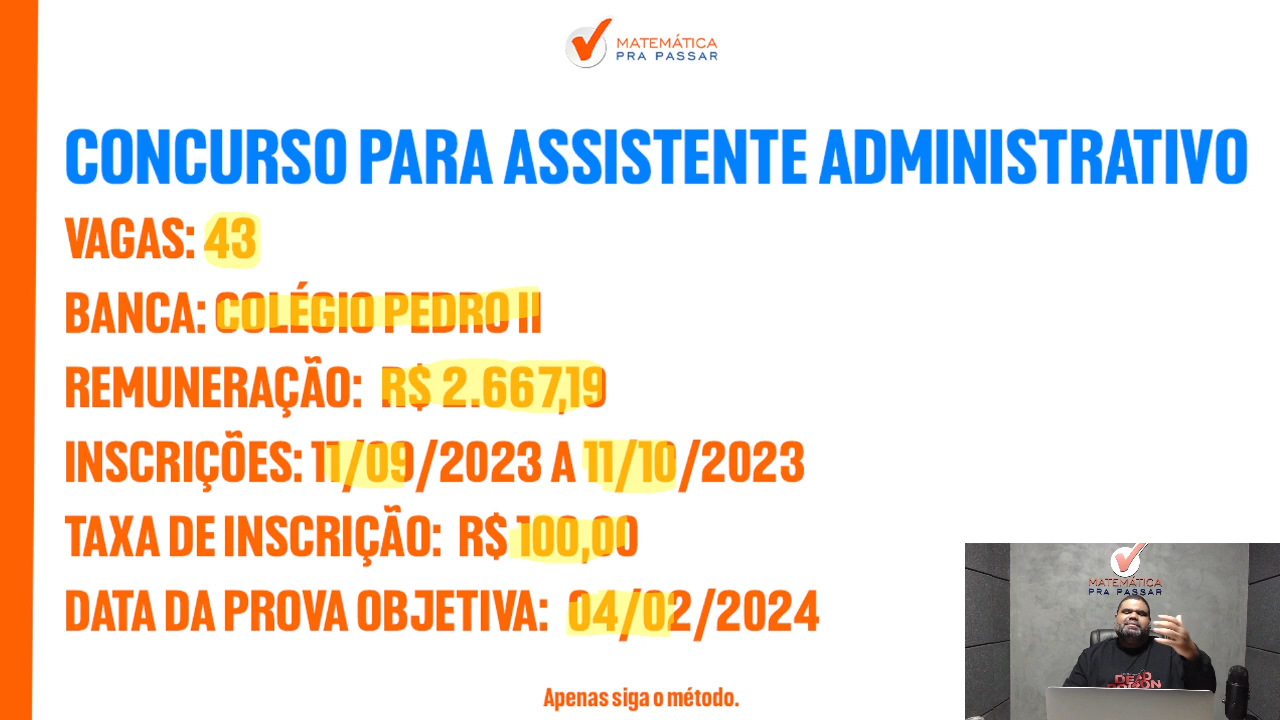 MATEMÁTICA
PRA PASSAR
CONCURSO PARA ASSISTENTE ADMINISTRATIVO
VAGAS: 43
BANCA: COLÉGIO PEDRO II
REMUNERAÇÃO: R$ 2.667,19
INSCRIÇÕES: 11/09/2023 A 11/10/2023
TAXA DE INSCRIÇÃO: R$ 100,00
DATA DA PROVA OBJETIVA: 04/02/2024
MATEMÁTICA
PRA PASSAR
DEAD
Apenas siga o método.